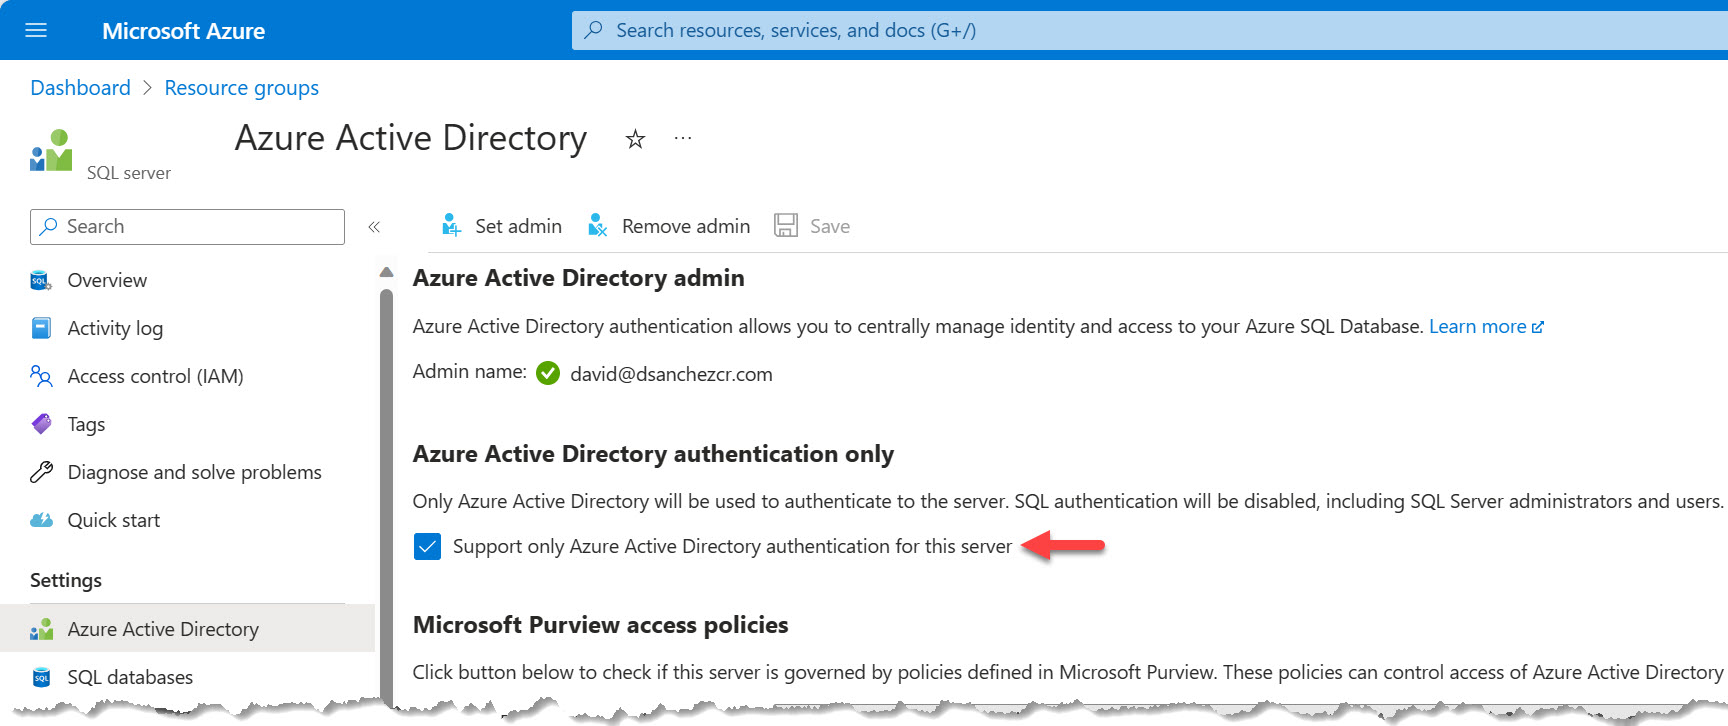 Microsoft Azure
Search resources, services, and docs (G+/)
Dashboard > Resource groups
Azure Active Directory
SQL server
Search
Overview
Activity log
Access control (IAM)
Tags
Diagnose and solve problems
Quick start
Settings
Azure Active Directory
SQL databases
Set admin Remove admin Save
Azure Active Directory admin
Azure Active Directory authentication allows you to centrally manage identity and access to your Azure SQL Database. Learn more
Admin name: david@dsanchezcr.com
Azure Active Directory authentication only
Only Azure Active Directory will be used to authenticate to the server. SQL authentication will be disabled, including SQL Server administrators and users.
Support only Azure Active Directory authentication for this server
Microsoft Purview access policies
Click button below to check if this server is governed by policies defined in Microsoft Purview. These policies can control access of Azure Active Directory